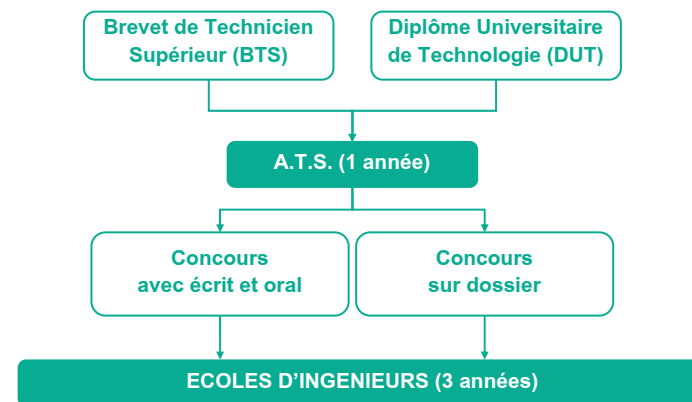 Brevet de Technicien
Supérieur (BTS)
Diplôme Universitaire
de Technologie (DUT)
A.T.S. (1 année)
Concours
avec écrit et oral
Concours
sur dossier
ECOLES D'INGENIEURS (3 années)